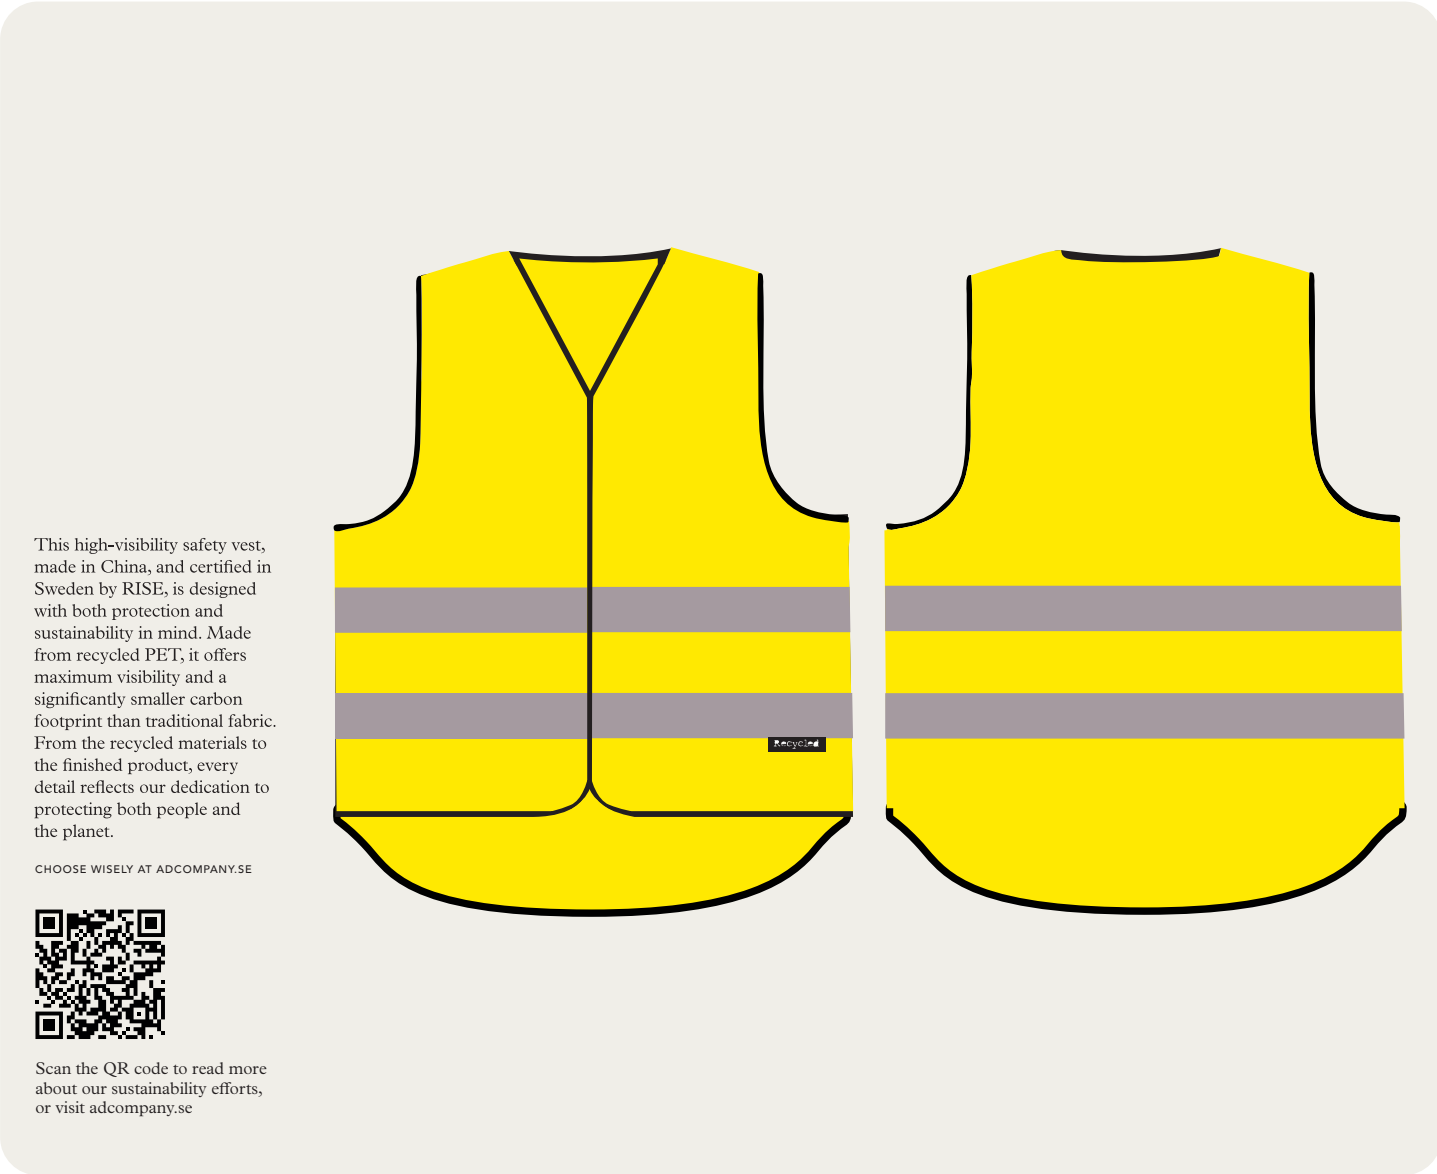 This high-visibility safety vest,
made in China, and certified in
Sweden by RISE, is designed
with both protection and
sustainability in mind. Made
from recycled PET, it offers
maximum visibility and a
significantly smaller carbon
footprint than traditional fabric.
From the recycled materials to
the finished product, every
detail reflects our dedication to
protecting both people and
the planet.
CHOOSE WISELY AT ADCOMPANY.SE
Scan the QR code to read more
about our sustainability efforts,
or visit adcompany.se
Recycled